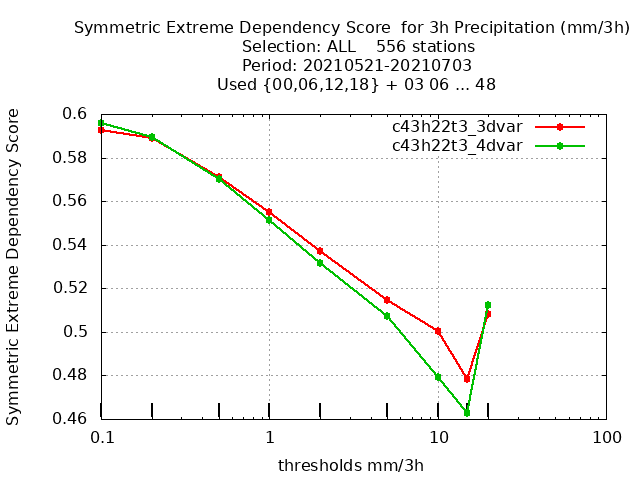 Symmetric Extreme Dependency Score  for 3h Precipitation (mm/3h)
Selection: ALL    556 stations
Period: 20210521-20210703
Used {00,06,12,18} + 03 06 ... 48
Symmetric Extreme Dependency Score
0.6
0.58
0.56
0.54
0.52
0.5
0.48
0.46
c43h22t3_3dvar
c43h22t3_4dvar
0.1 1 10 100
thresholds mm/3h